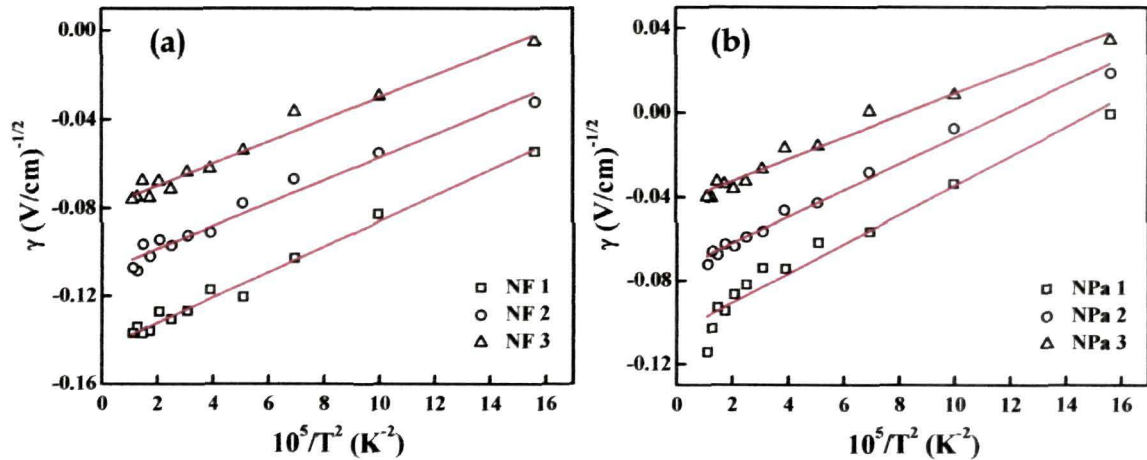 (a)
γ (V/cm)^-1/2
0.00
-0.04
-0.08
-0.12
-0.16
NF 1
NF 2
NF 3
0 2 4 6 8 10 12 14 16
10^5/T^2 (K^-2)
(b)
γ (V/cm)^-1/2
0.04
0.00
-0.04
-0.08
-0.12
NPa 1
NPa 2
NPa 3
0 2 4 6 8 10 12 14 16
10^5/T^2 (K^-2)